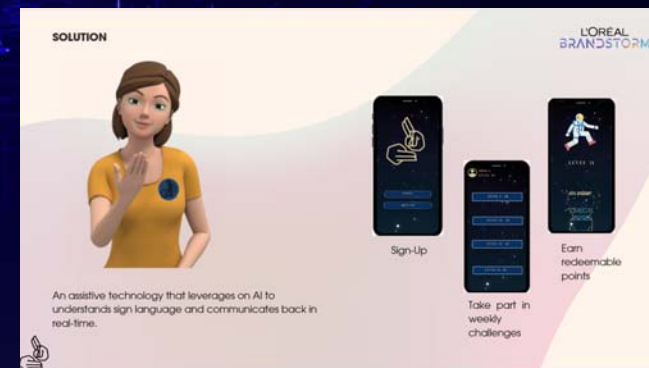 SOLUTION
L'ORÉAL
BRANDSTORM
Sign-Up
Earn
redeemable
points
Take part in
weekly
challenges
An assistive technology that leverages on AI to
understands sign language and communicates back in
real-time.